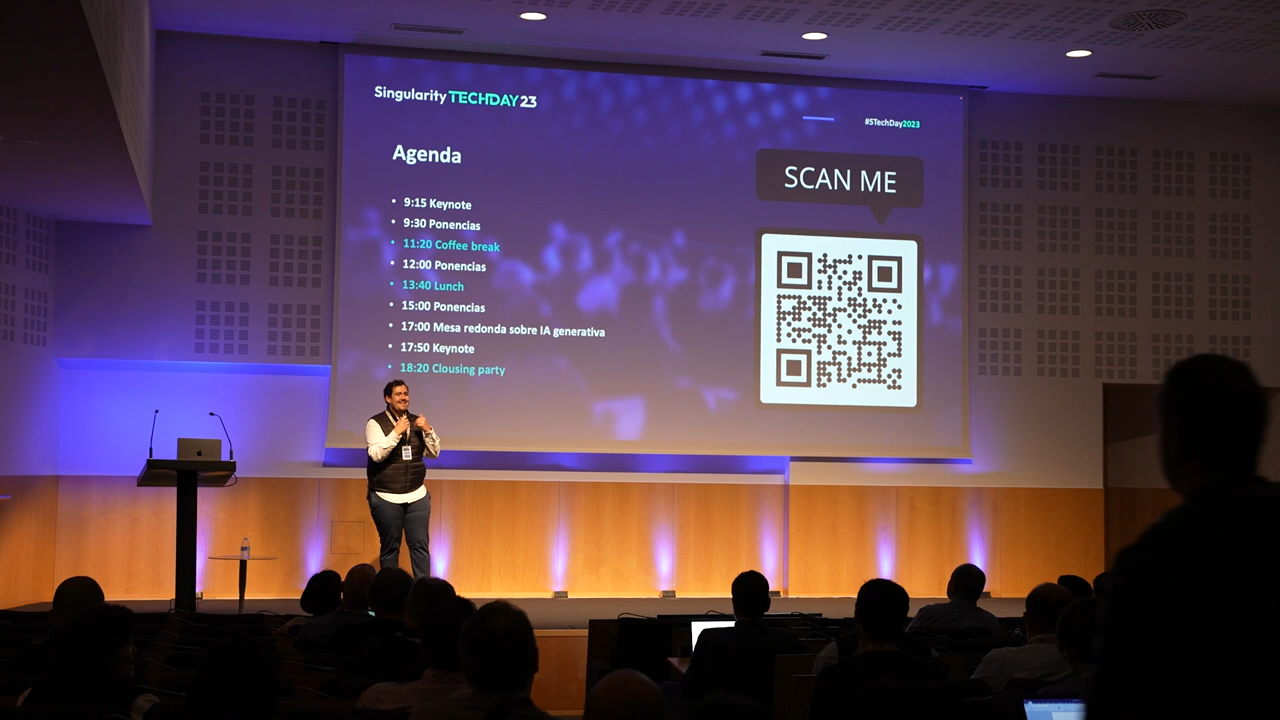 Singularity TECHDAY 23
#STechDay2023
Agenda
SCAN ME
• 9:15 Keynote
• 9:30 Ponencias
• 11:20 Coffee break
• 12:00 Ponencias
• 13:40 Lunch
• 15:00 Ponencias
• 17:00 Mesa redonda sobre IA generativa
• 17:50 Keynote
• 18:20 Clousing party